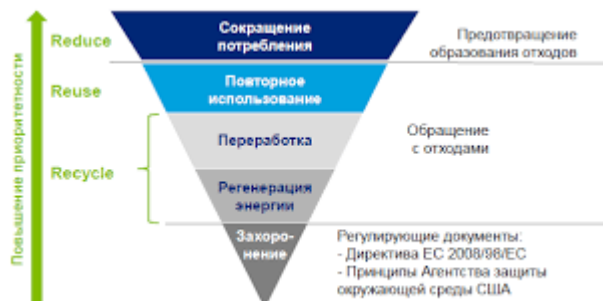 Повышение приоритетности
Reduce
Сокращение
потребления
Предотвращение
образования отходов
Reuse
Повторное
использование
Recycle
Переработка
Обращение
с отходами
Регенерация
энергии
Захоро-
нение
Регулирующие документы:
- Директива ЕС 2008/98/EC
- Принципы Агентства защиты
окружающей среды США